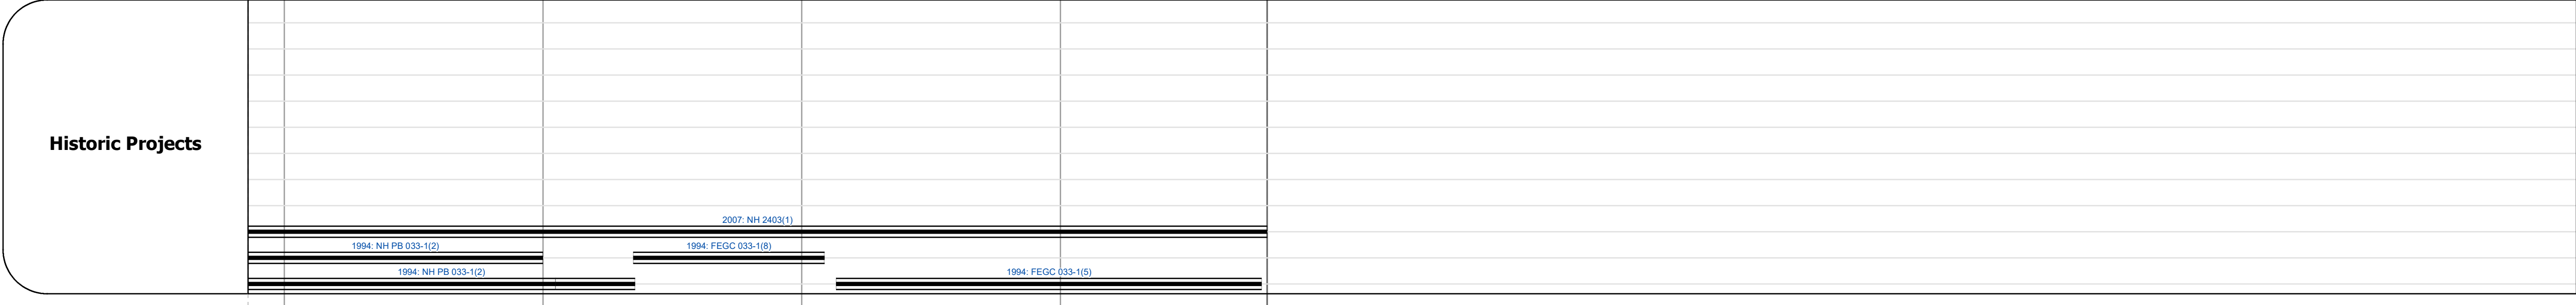 Historic Projects
2007: NH 2403(1)
1994: NH PB 033-1(2)
1994: FEGC 033-1(8)
1994: NH PB 033-1(2)
1994: FEGC 033-1(5)